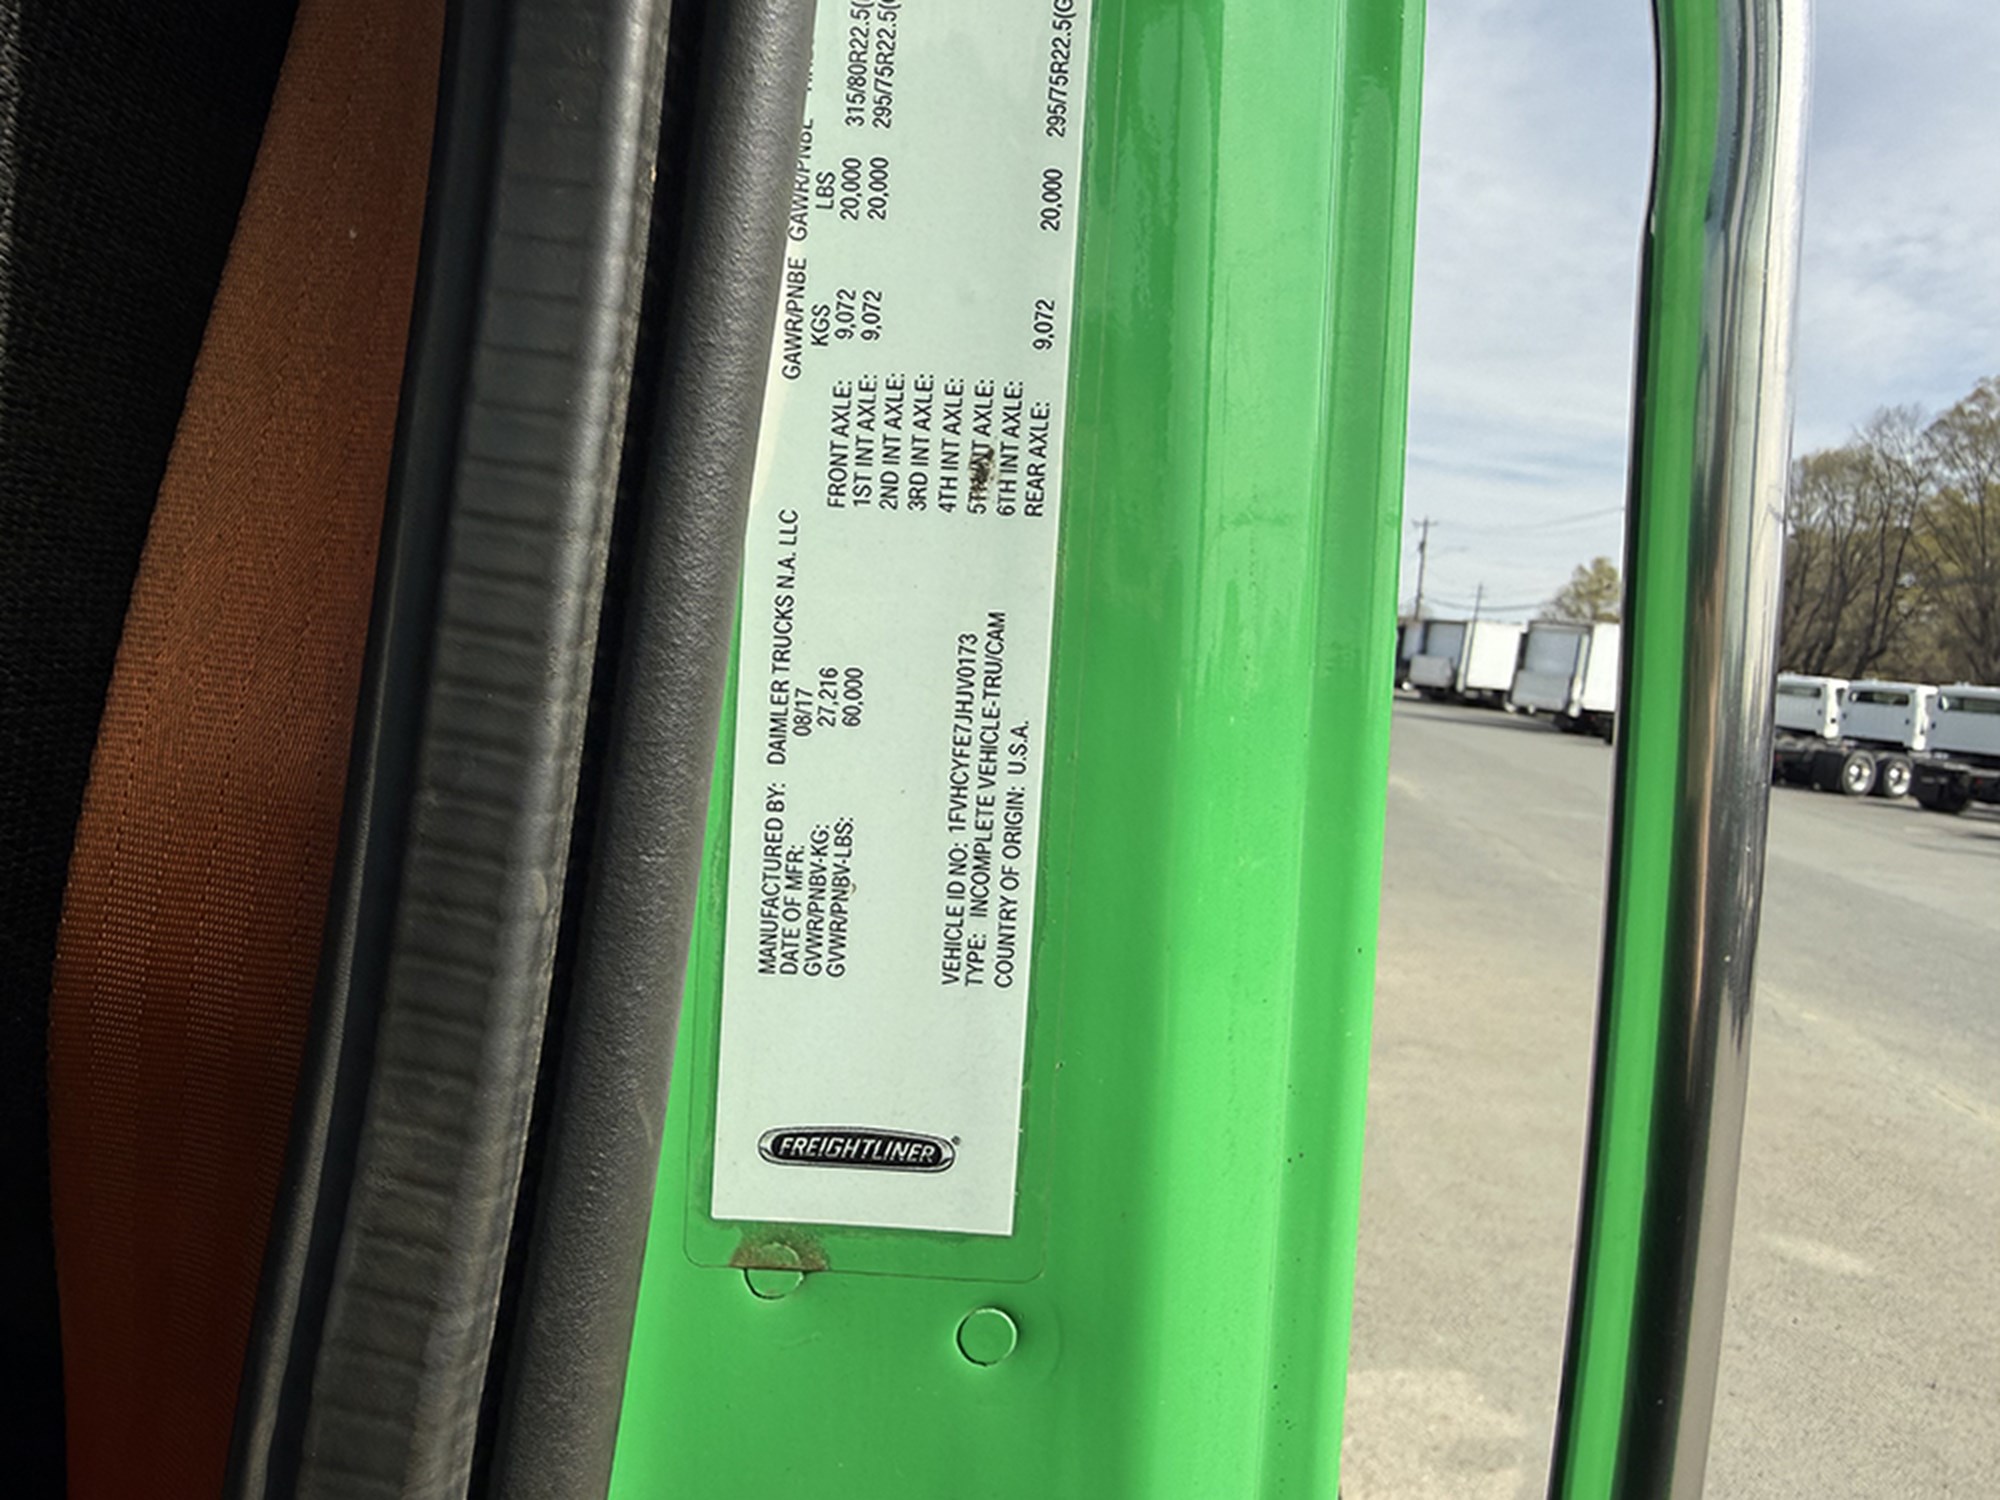 FREIGHTLINER®
MANUFACTURED BY: DAIMLER TRUCKS N.A. LLC
DATE OF MFR: 08/17
GVWR/PNBV-KG: 27,216
GVWR/PNBV-LBS: 60,000
VEHICLE ID NO: 1FVHCYFE7JHJV0173
TYPE: INCOMPLETE VEHICLE-TRU/CAM
COUNTRY OF ORIGIN: U.S.A.
GAWR/PNBE GAWR/PNBE
KGS LBS
FRONT AXLE: 9,072 20,000 315/80R22.5(
1ST INT AXLE: 9,072 20,000 295/75R22.5(
2ND INT AXLE:
3RD INT AXLE:
4TH INT AXLE:
5TH INT AXLE:
6TH INT AXLE:
REAR AXLE: 9,072 20,000 295/75R22.5(G